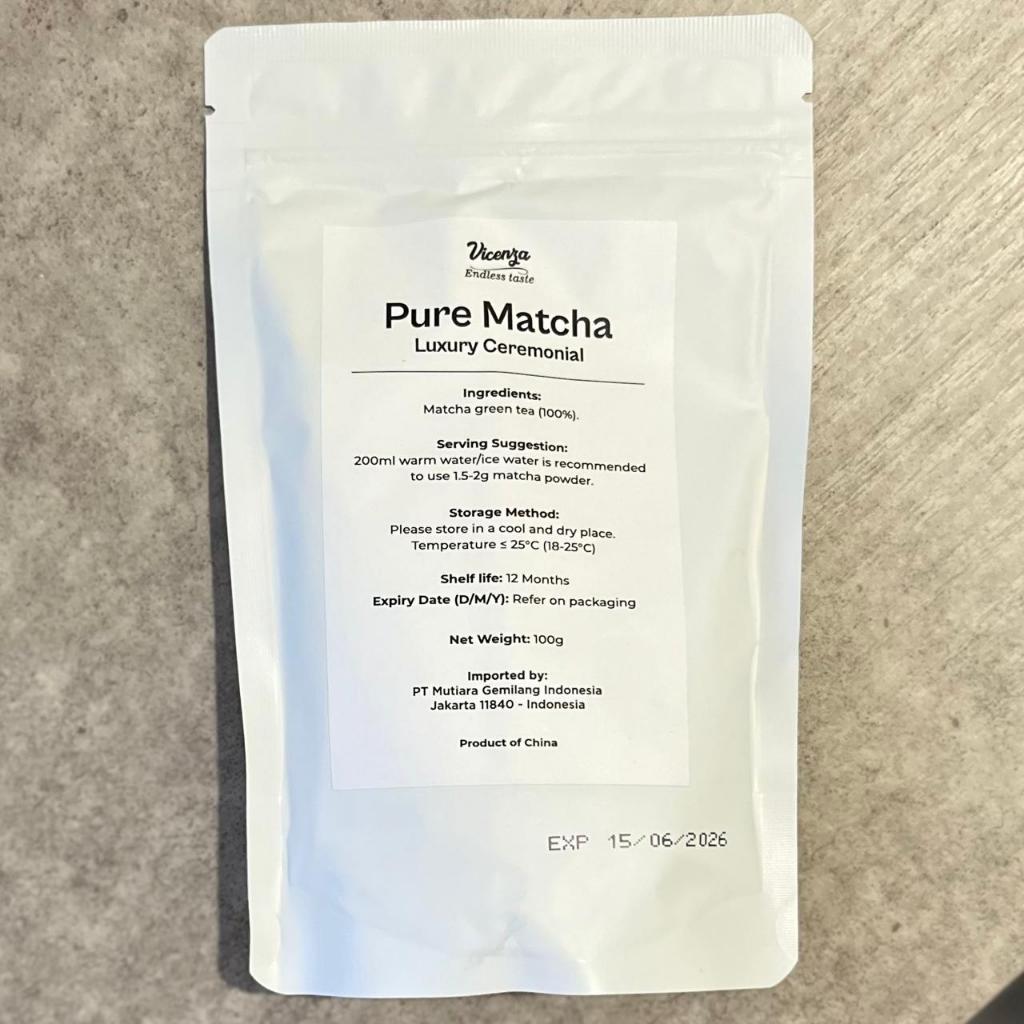 Vicenza
Endless taste
Pure Matcha
Luxury Ceremonial
Ingredients:
Matcha green tea (100%).
Serving Suggestion:
200ml warm water/ice water is recommended
to use 1.5-2g matcha powder.
Storage Method:
Please store in a cool and dry place.
Temperature ≤ 25°C (18-25°C)
Shelf life: 12 Months
Expiry Date (D/M/Y): Refer on packaging
Net Weight: 100g
Imported by:
PT Mutiara Gemilang Indonesia
Jakarta 11840 - Indonesia
Product of China
EXP 15/06/2026